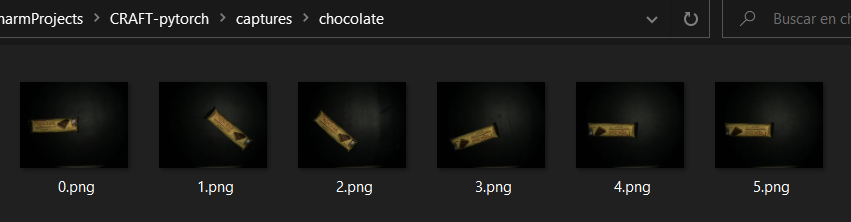 harmProjects > CRAFT-pytorch > captures > chocolate
Buscar en ch
0.png
1.png
2.png
3.png
4.png
5.png